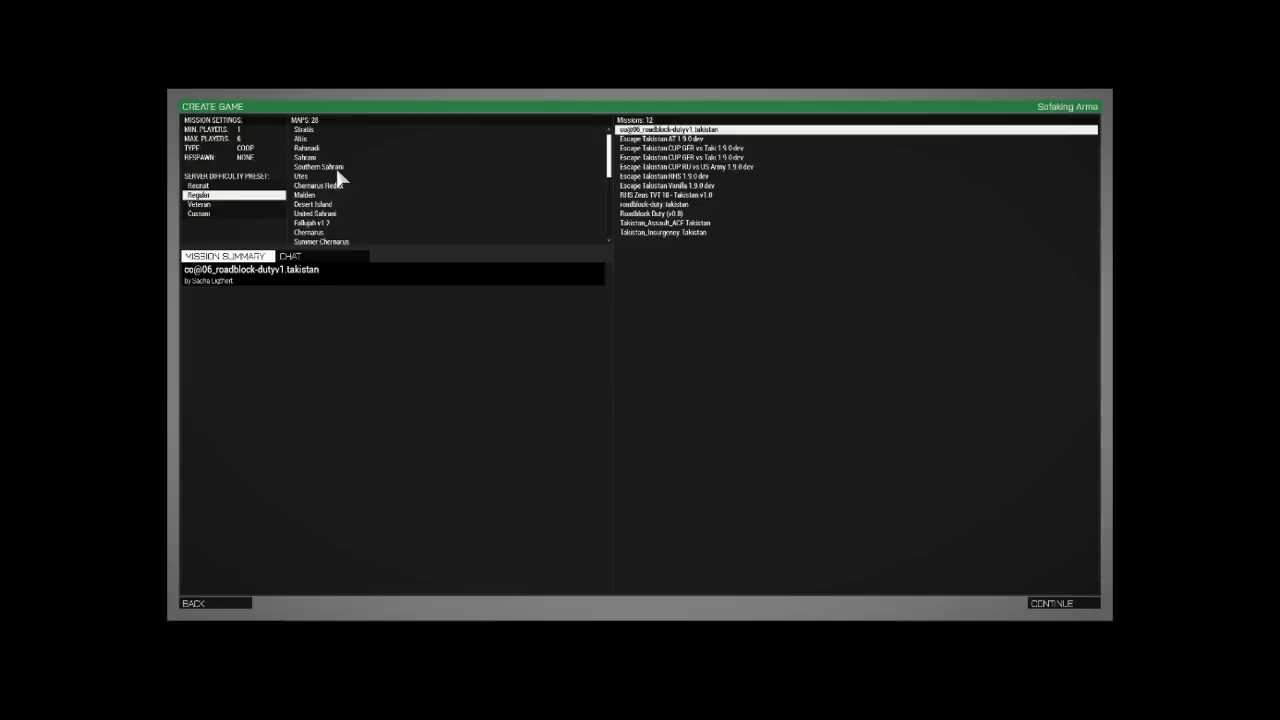 CREATE GAME
Sofaking Arma
MISSION SETTINGS:
MIN. PLAYERS: 1
MAX. PLAYERS: 6
TYPE: COOP
RESPAWN: NONE
SERVER DIFFICULTY PRESET:
Recruit
Regular
Veteran
Custom
MAPS: 28
Stratis
Altis
Rahmadi
Sahrani
Southern Sahrani
Utes
Chernarus Redux
Malden
Desert Island
United Sahrani
Fallujah v1.2
Chernarus
Summer Chernarus
Missions: 12
co@06_roadblock-dutyv1.takistan
Escape Takistan AT 1.9.0 dev
Escape Takistan CUP GER vs Taki 1.9.0 dev
Escape Takistan CUP GER vs Taki 1.9.0 dev
Escape Takistan CUP RU vs US Army 1.9.0 dev
Escape Takistan RHS 1.9.0 dev
Escape Takistan Vanilla 1.9.0 dev
RHS Zeus TVT 18 - Takistan v1.0
roadblock-duty.takistan
Roadblock Duty (v0.8)
Takistan_Assault_ACE.Takistan
Takistan_Insurgency.Takistan
MISSION SUMMARY
CHAT
co@06_roadblock-dutyv1.takistan
by Sacha Ligthert
BACK
CONTINUE